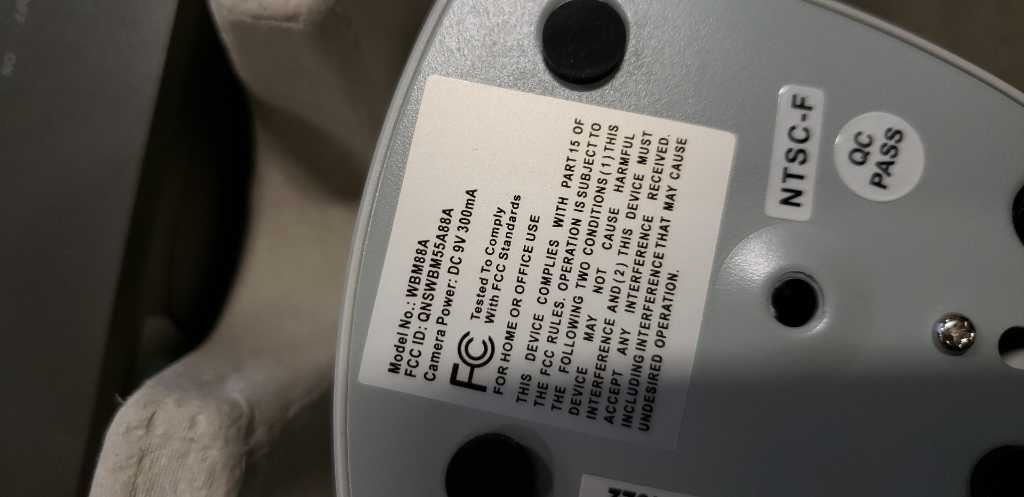 Model No.: WBM88A
FCC ID: QNSWBM55A88A
Camera Power: DC 9V 300mA
FC Tested To Comply
With FCC Standards
FOR HOME OR OFFICE USE
THIS DEVICE COMPLIES WITH PART 15 OF
THE FCC RULES. OPERATION IS SUBJECT TO
THE FOLLOWING TWO CONDITIONS (1) THIS
DEVICE MAY NOT CAUSE HARMFUL
INTERFERENCE AND (2) THIS DEVICE MUST
ACCEPT ANY INTERFERENCE RECEIVED.
INCLUDING INTERFERENCE THAT MAY CAUSE
UNDESIRED OPERATION.
NTSC-F
QC
PASS
ON